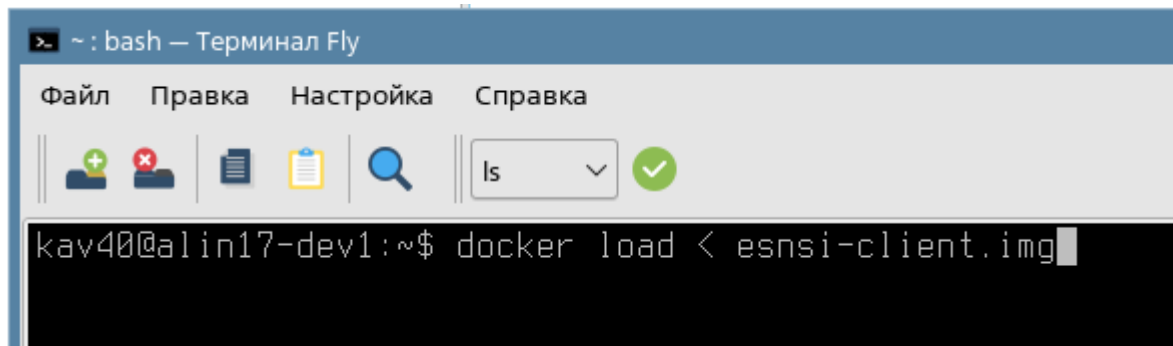 ~ : bash — Терминал Fly
Файл Правка Настройка Справка
ls
kav40@alin17-dev1:~$ docker load < esnsi-client.img